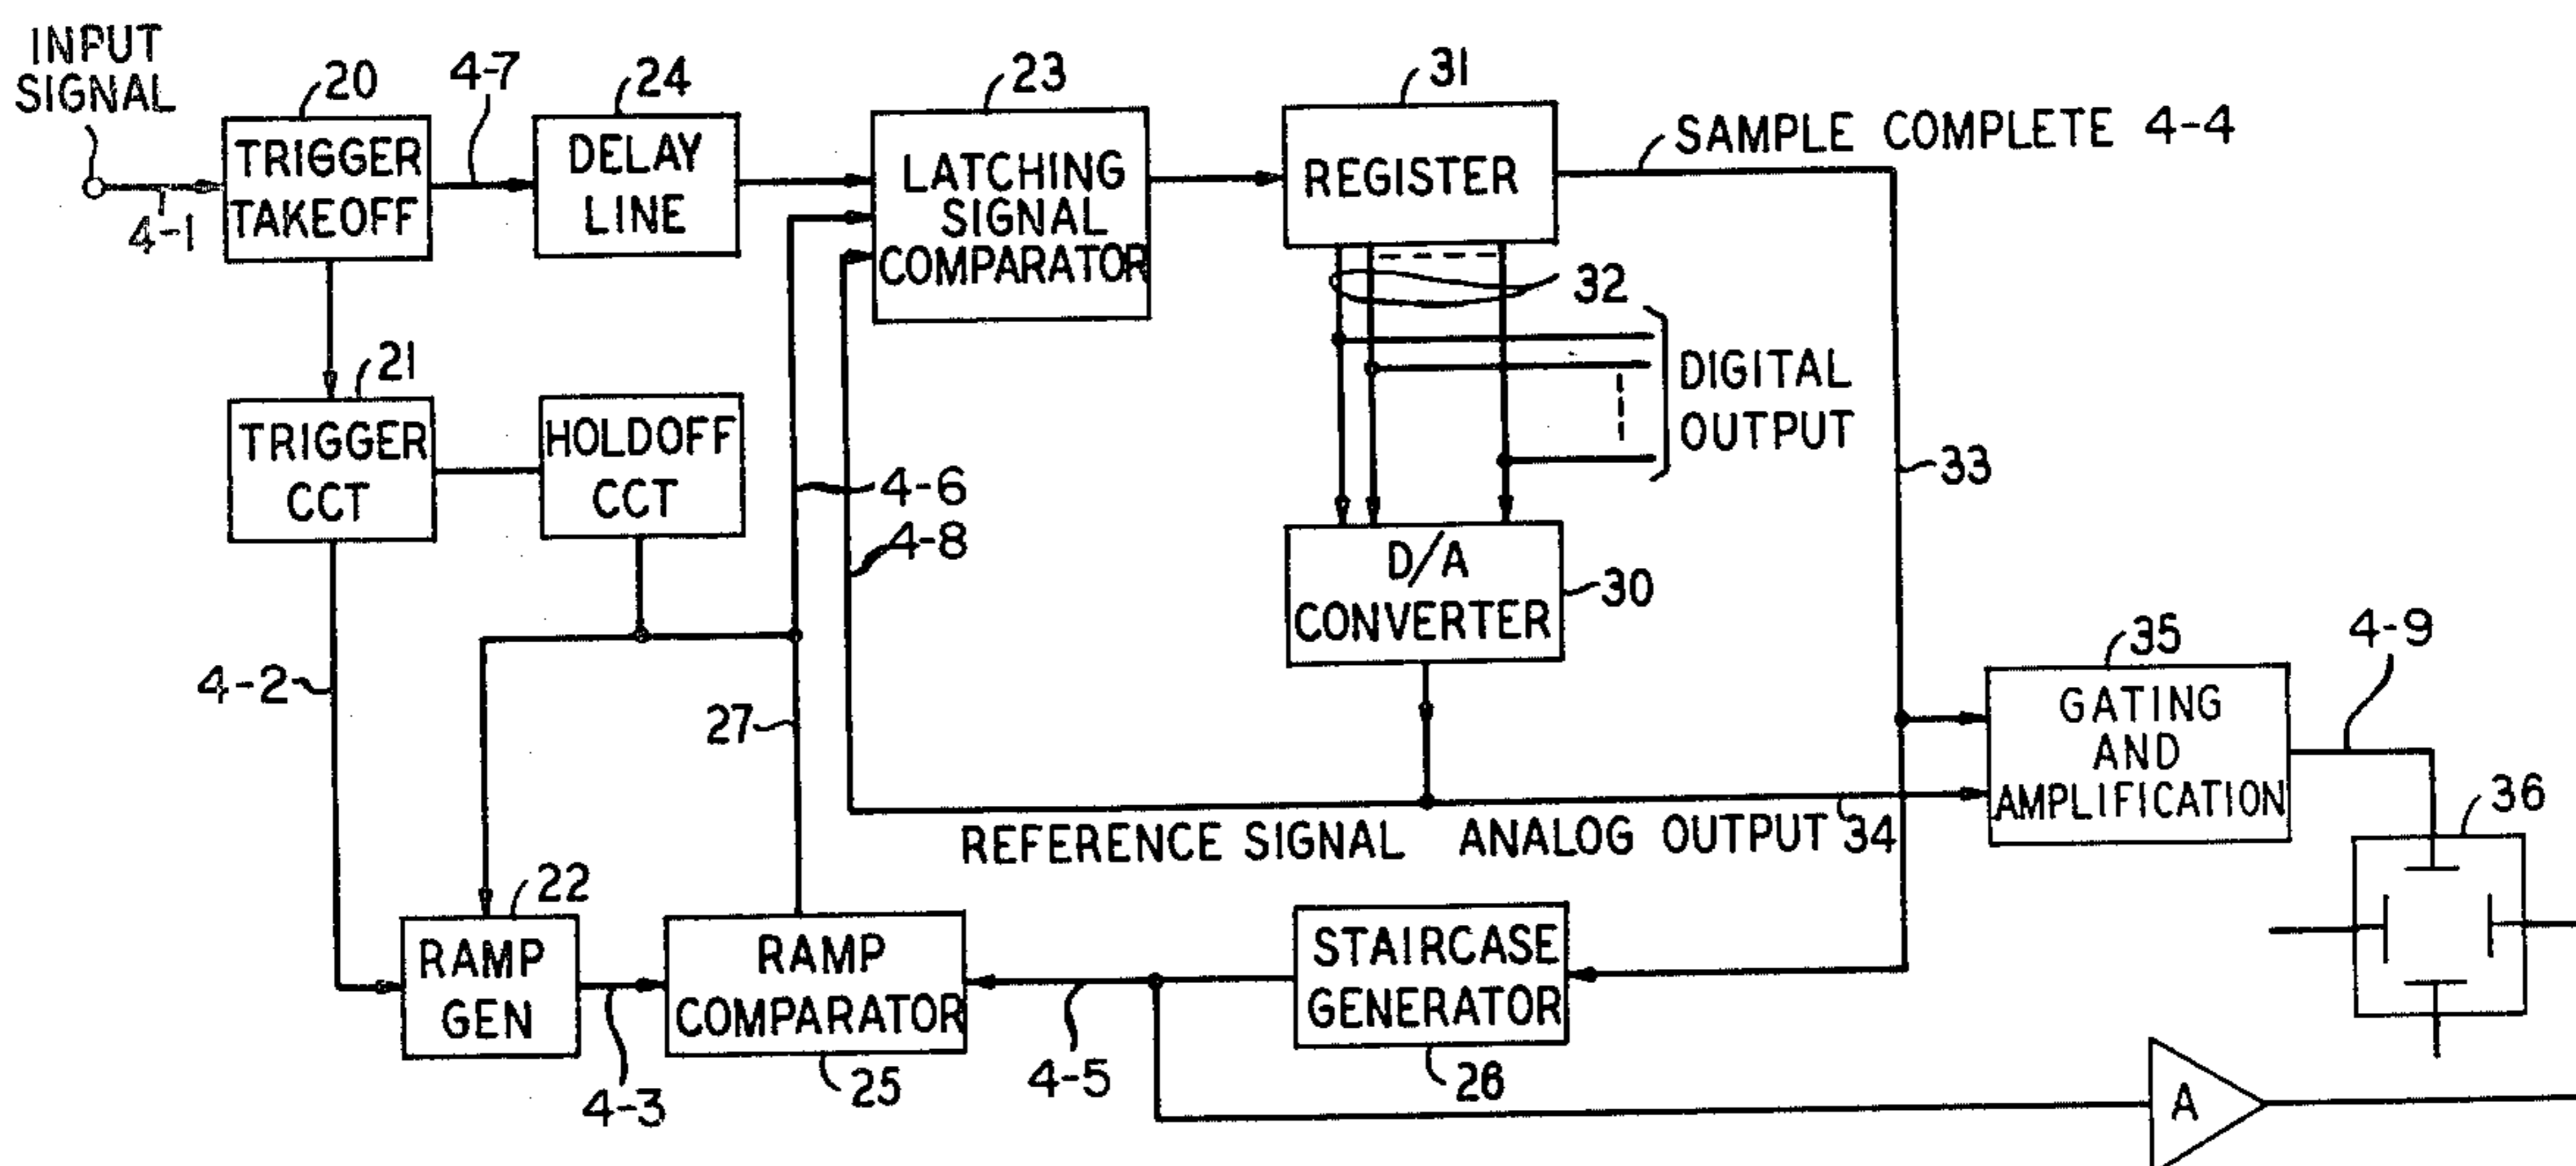 INPUT
SIGNAL
4-1
20
TRIGGER
TAKEOFF
4-7
24
DELAY
LINE
23
LATCHING
SIGNAL
COMPARATOR
31
REGISTER
SAMPLE COMPLETE 4-4
32
DIGITAL
OUTPUT
33
21
TRIGGER
CCT
HOLDOFF
CCT
4-6
4-8
D/A
CONVERTER
30
4-2
27
35
GATING
AND
AMPLIFICATION
4-9
36
REFERENCE SIGNAL ANALOG OUTPUT 34
22
RAMP
GEN
4-3
RAMP
COMPARATOR
25
4-5
STAIRCASE
GENERATOR
26
A